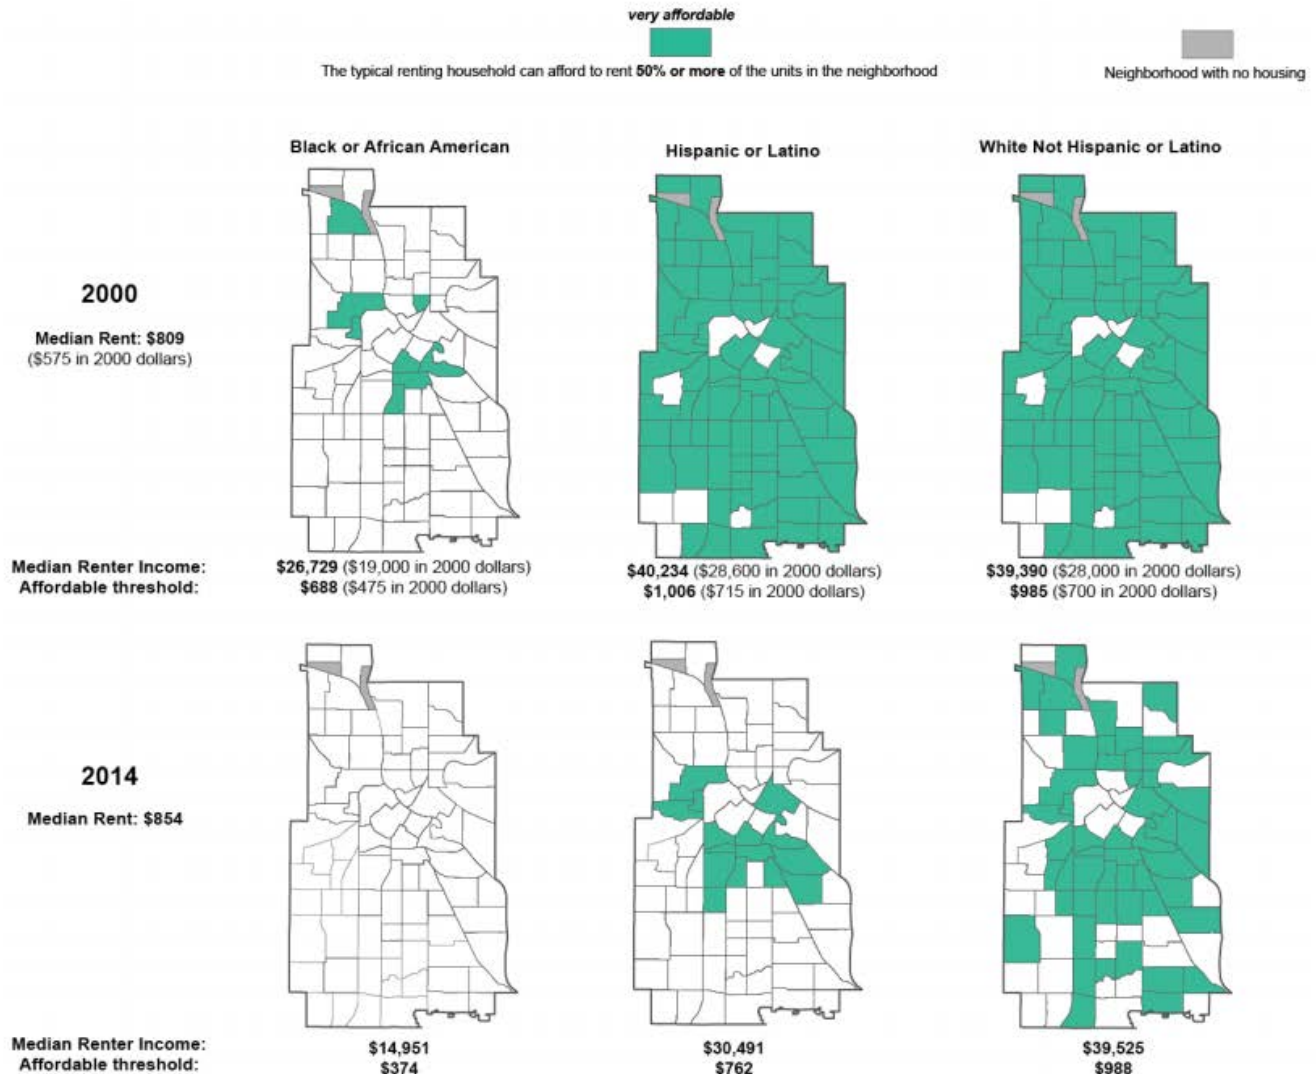 very affordable
The typical renting household can afford to rent 50% or more of the units in the neighborhood
Neighborhood with no housing
Black or African American
Hispanic or Latino
White Not Hispanic or Latino
2000
Median Rent: $809
($575 in 2000 dollars)
Median Renter Income:
Affordable threshold:
$26,729 ($19,000 in 2000 dollars)
$688 ($475 in 2000 dollars)
$40,234 ($28,600 in 2000 dollars)
$1,006 ($715 in 2000 dollars)
$39,390 ($28,000 in 2000 dollars)
$985 ($700 in 2000 dollars)
2014
Median Rent: $854
Median Renter Income:
Affordable threshold:
$14,951
$374
$30,491
$762
$39,525
$988